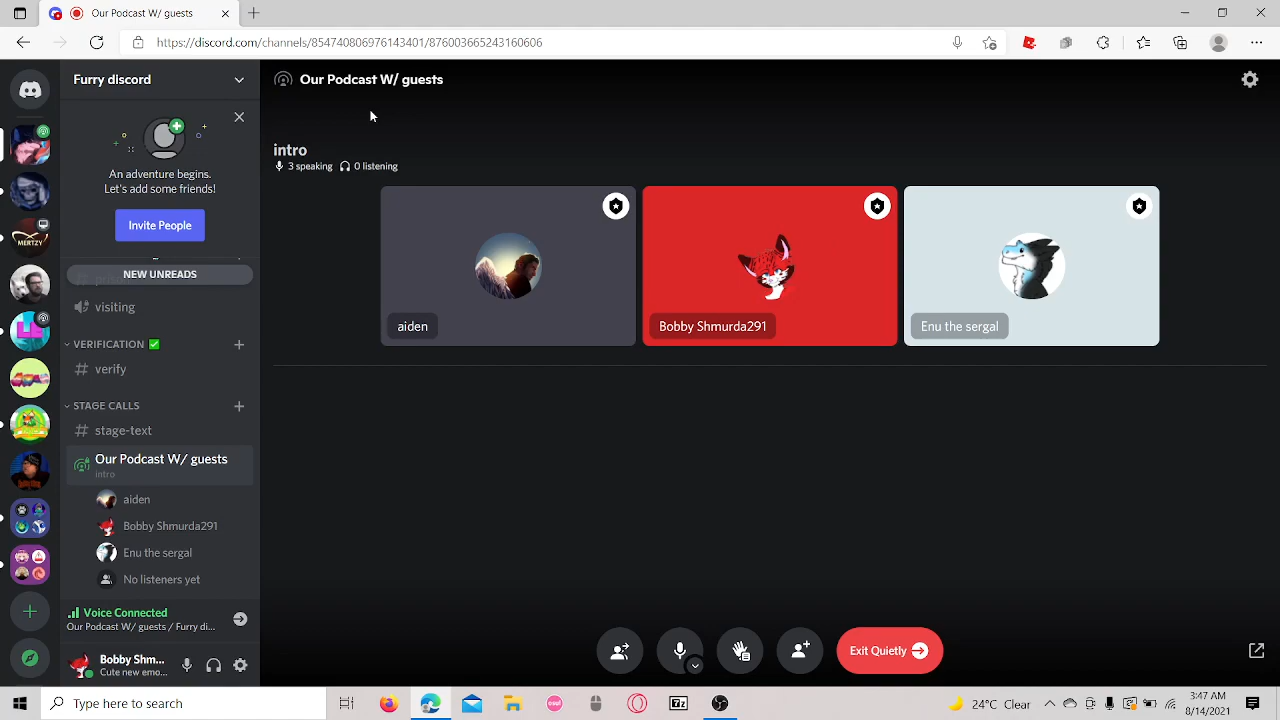 Our Podcast W/ guests
https://discord.com/channels/854740806976143401/876003665243160606
Furry discord
An adventure begins.
Let's add some friends!
Invite People
NEW UNREADS
visiting
VERIFICATION ✅
verify
STAGE CALLS
stage-text
Our Podcast W/ guests
intro
aiden
Bobby Shmurda291
Enu the sergal
No listeners yet
Voice Connected
Our Podcast W/ guests / Furry di...
Bobby Shm...
Cute new emo...
MERTZY
Our Podcast W/ guests
intro
3 speaking 0 listening
aiden
Bobby Shmurda291
Enu the sergal
Exit Quietly
Type here to search
osu!
7z
24°C Clear
3:47 AM
8/14/2021